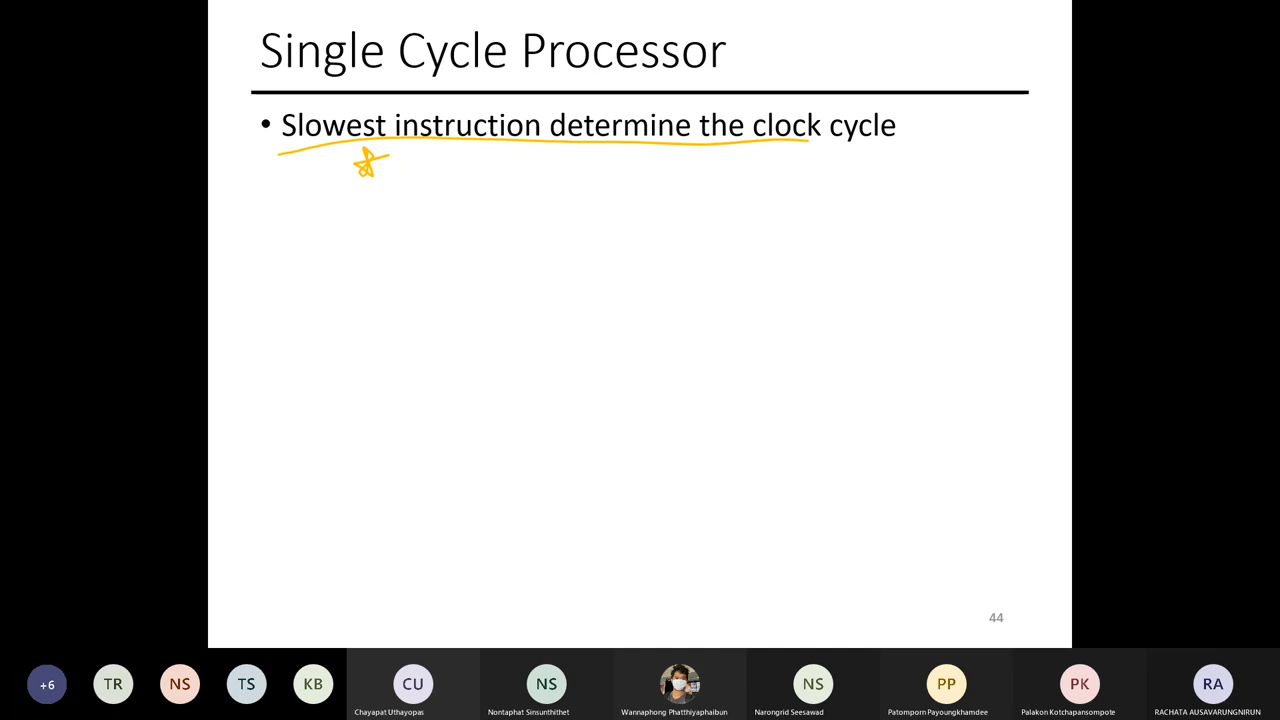 Single Cycle Processor
• Slowest instruction determine the clock cycle
44
+6
TR
NS
TS
KB
CU
NS
NS
PP
PK
RA
Chayapat Uthayopas
Nontaphat Sinsunthithet
Wannaphong Phatthiyaphaibun
Narongrid Seesawad
Patomporn Payoungkhamdee
Palakon Kotchapansompote
RACHATA AUSAVARUNGNIRUN